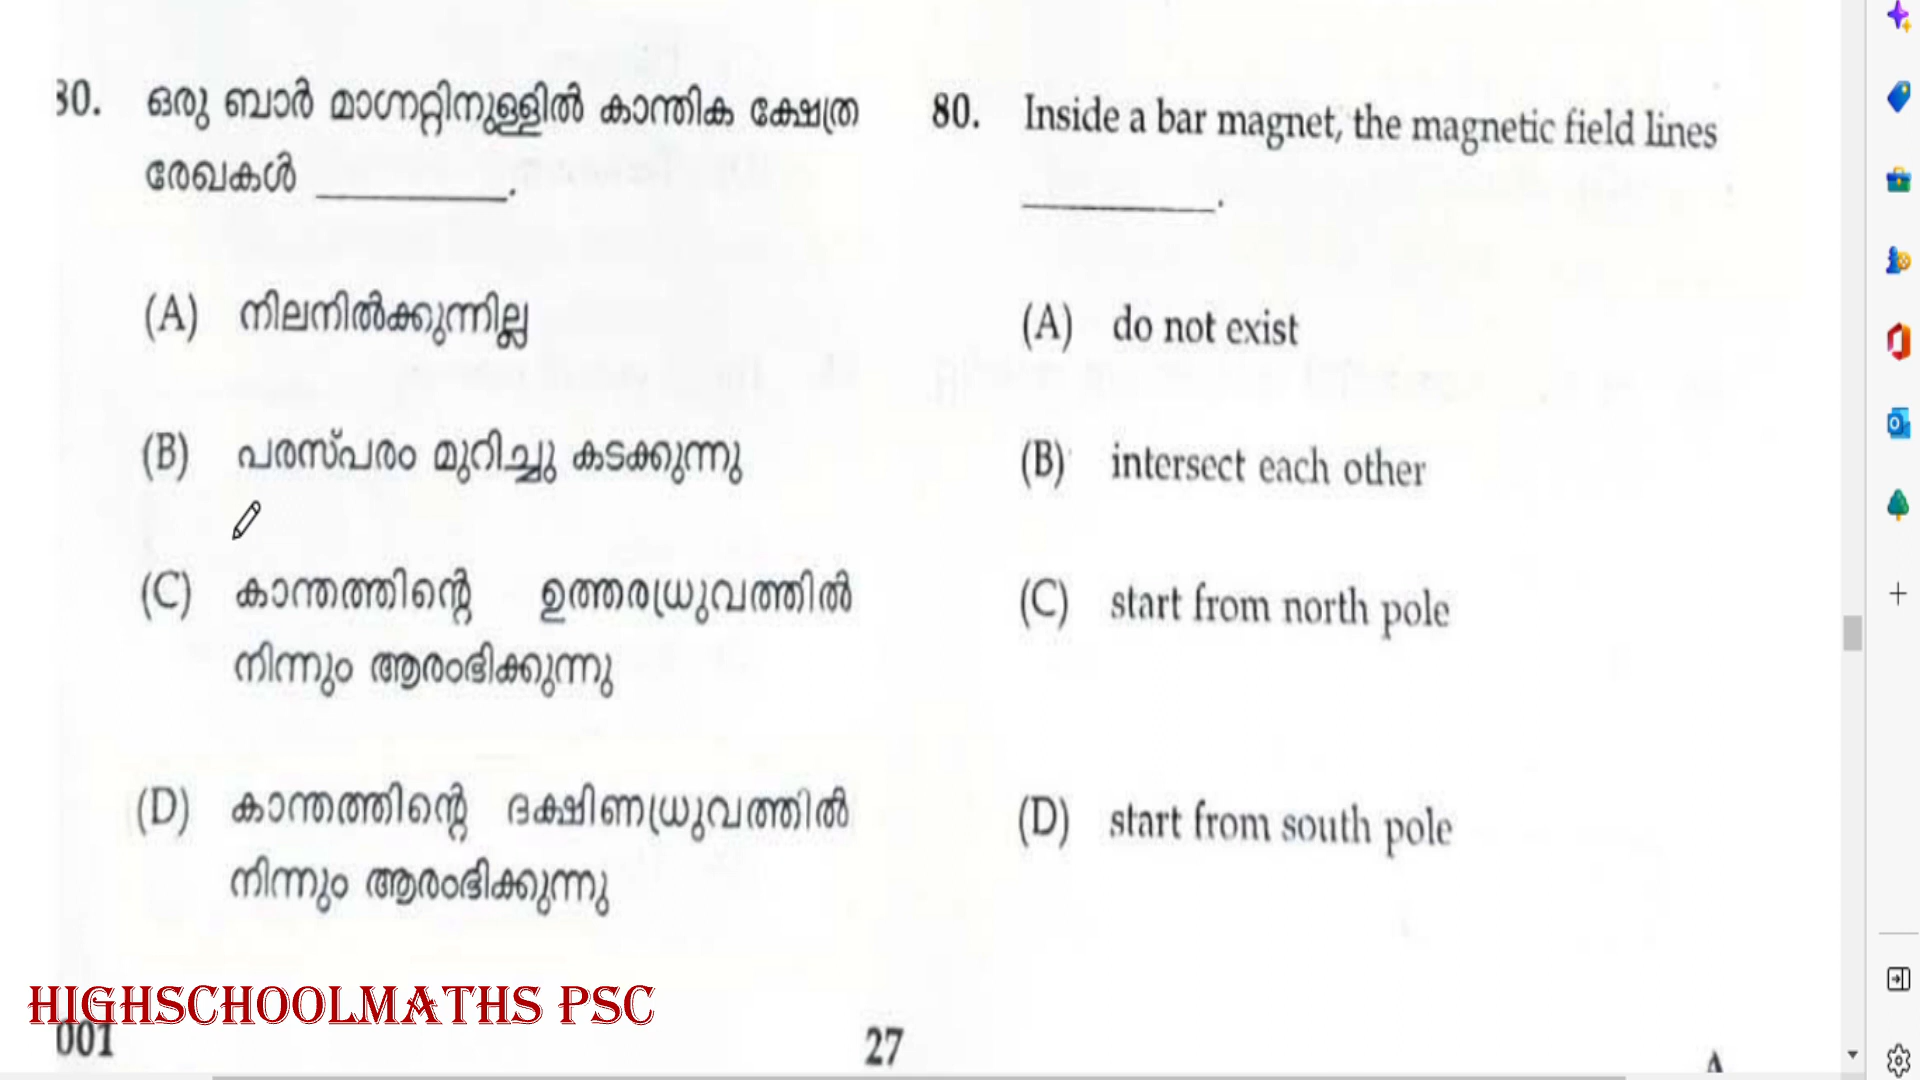 30. ഒരു ബാർ മാഗ്നറ്റിനുള്ളിൽ കാന്തിക ക്ഷേത്ര
രേഖകൾ __________.
(A) നിലനിൽക്കുന്നില്ല
(B) പരസ്പരം മുറിച്ചു കടക്കുന്നു
(C) കാന്തത്തിന്റെ ഉത്തരധ്രുവത്തിൽ
നിന്നും ആരംഭിക്കുന്നു
(D) കാന്തത്തിന്റെ ദക്ഷിണധ്രുവത്തിൽ
നിന്നും ആരംഭിക്കുന്നു
80. Inside a bar magnet, the magnetic field lines
__________.
(A) do not exist
(B) intersect each other
(C) start from north pole
(D) start from south pole
HIGHSCHOOLMATHS PSC
001
27
A